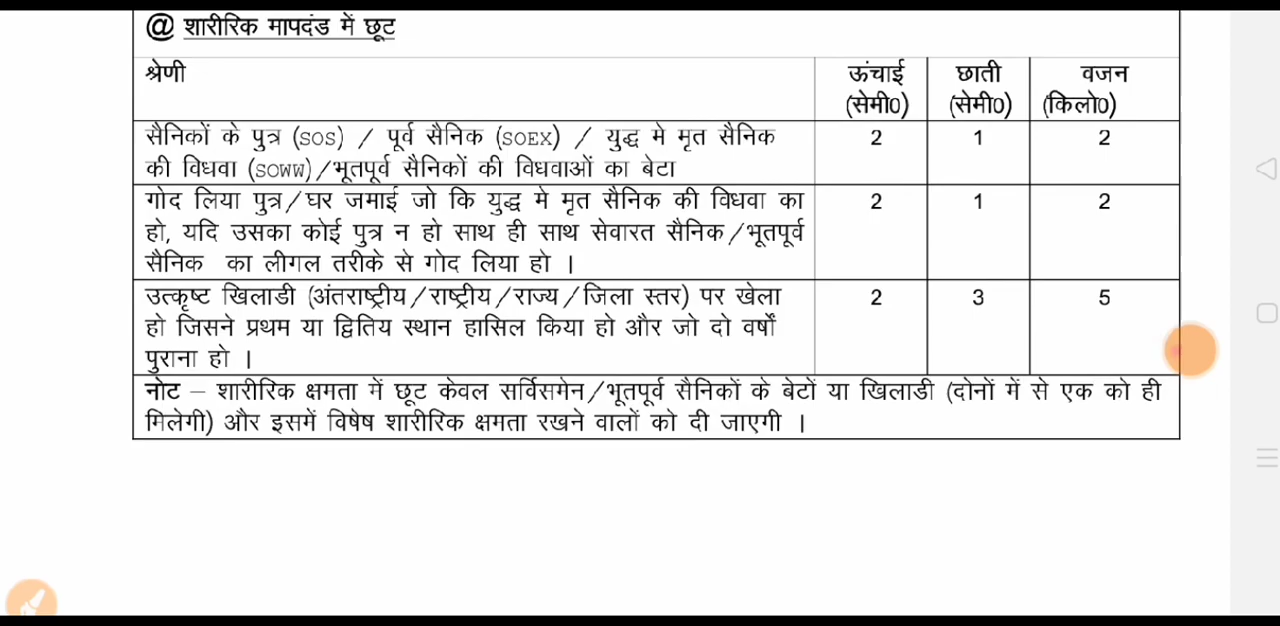 @ शारीरिक मापदंड में छूट
श्रेणी ऊंचाई छाती वजन
(सेमी0) (सेमी0) (किलो0)
सैनिकों के पुत्र (SOS) / पूर्व सैनिक (SOEX) / युद्ध मे मृत सैनिक 2 1 2
की विधवा (SOWW)/भूतपूर्व सैनिकों की विधवाओं का बेटा
गोद लिया पुत्र/घर जमाई जो कि युद्ध मे मृत सैनिक की विधवा का 2 1 2
हो, यदि उसका कोई पुत्र न हो साथ ही साथ सेवारत सैनिक/भूतपूर्व
सैनिक का लीगल तरीके से गोद लिया हो ।
उत्कृष्ट खिलाडी (अंतराष्ट्रीय/राष्ट्रीय/राज्य/जिला स्तर) पर खेला 2 3 5
हो जिसने प्रथम या द्वितिय स्थान हासिल किया हो और जो दो वर्षों
पुराना हो ।
नोट – शारीरिक क्षमता में छूट केवल सर्विसमेन/भूतपूर्व सैनिकों के बेटों या खिलाडी (दोनों में से एक को ही
मिलेगी) और इसमें विषेष शारीरिक क्षमता रखने वालों को दी जाएगी ।